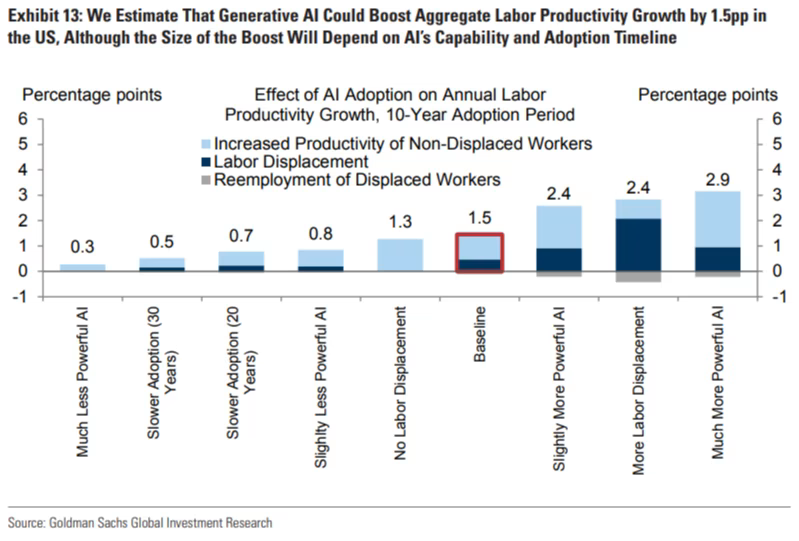 Exhibit 13: We Estimate That Generative AI Could Boost Aggregate Labor Productivity Growth by 1.5pp in
the US, Although the Size of the Boost Will Depend on AI's Capability and Adoption Timeline
Percentage points
Effect of AI Adoption on Annual Labor
Productivity Growth, 10-Year Adoption Period
Percentage points
Increased Productivity of Non-Displaced Workers
Labor Displacement
Reemployment of Displaced Workers
6
5
4
3
2
1
0
-1
6
5
4
3
2
1
0
-1
0.3
0.5
0.7
0.8
1.3
1.5
2.4
2.4
2.9
Much Less Powerful AI
Slower Adoption (30
Years)
Slower Adoption (20
Years)
Slighlty Less Powerful AI
No Labor Displacement
Baseline
Slightly More Powerful AI
More Labor Displacement
Much More Powerful AI
Source: Goldman Sachs Global Investment Research